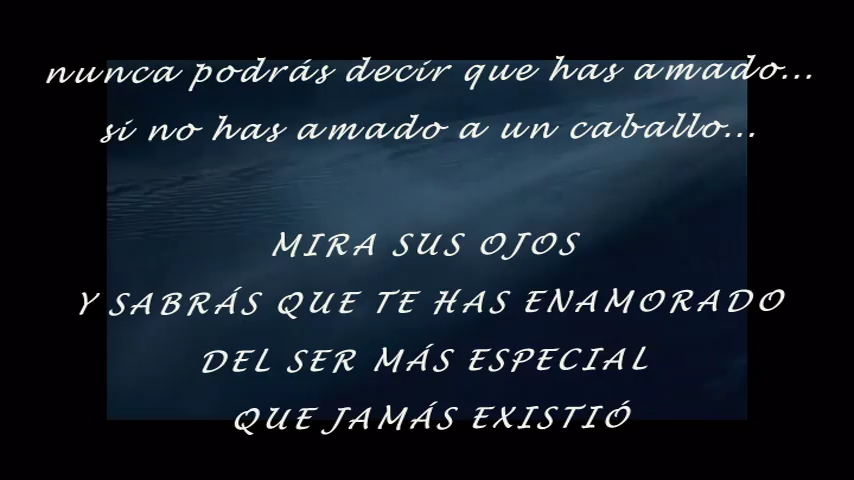 nunca podrás decir que has amado...
si no has amado a un caballo...
MIRA SUS OJOS
Y SABRÁS QUE TE HAS ENAMORADO
DEL SER MÁS ESPECIAL
QUE JAMÁS EXISTIÓ